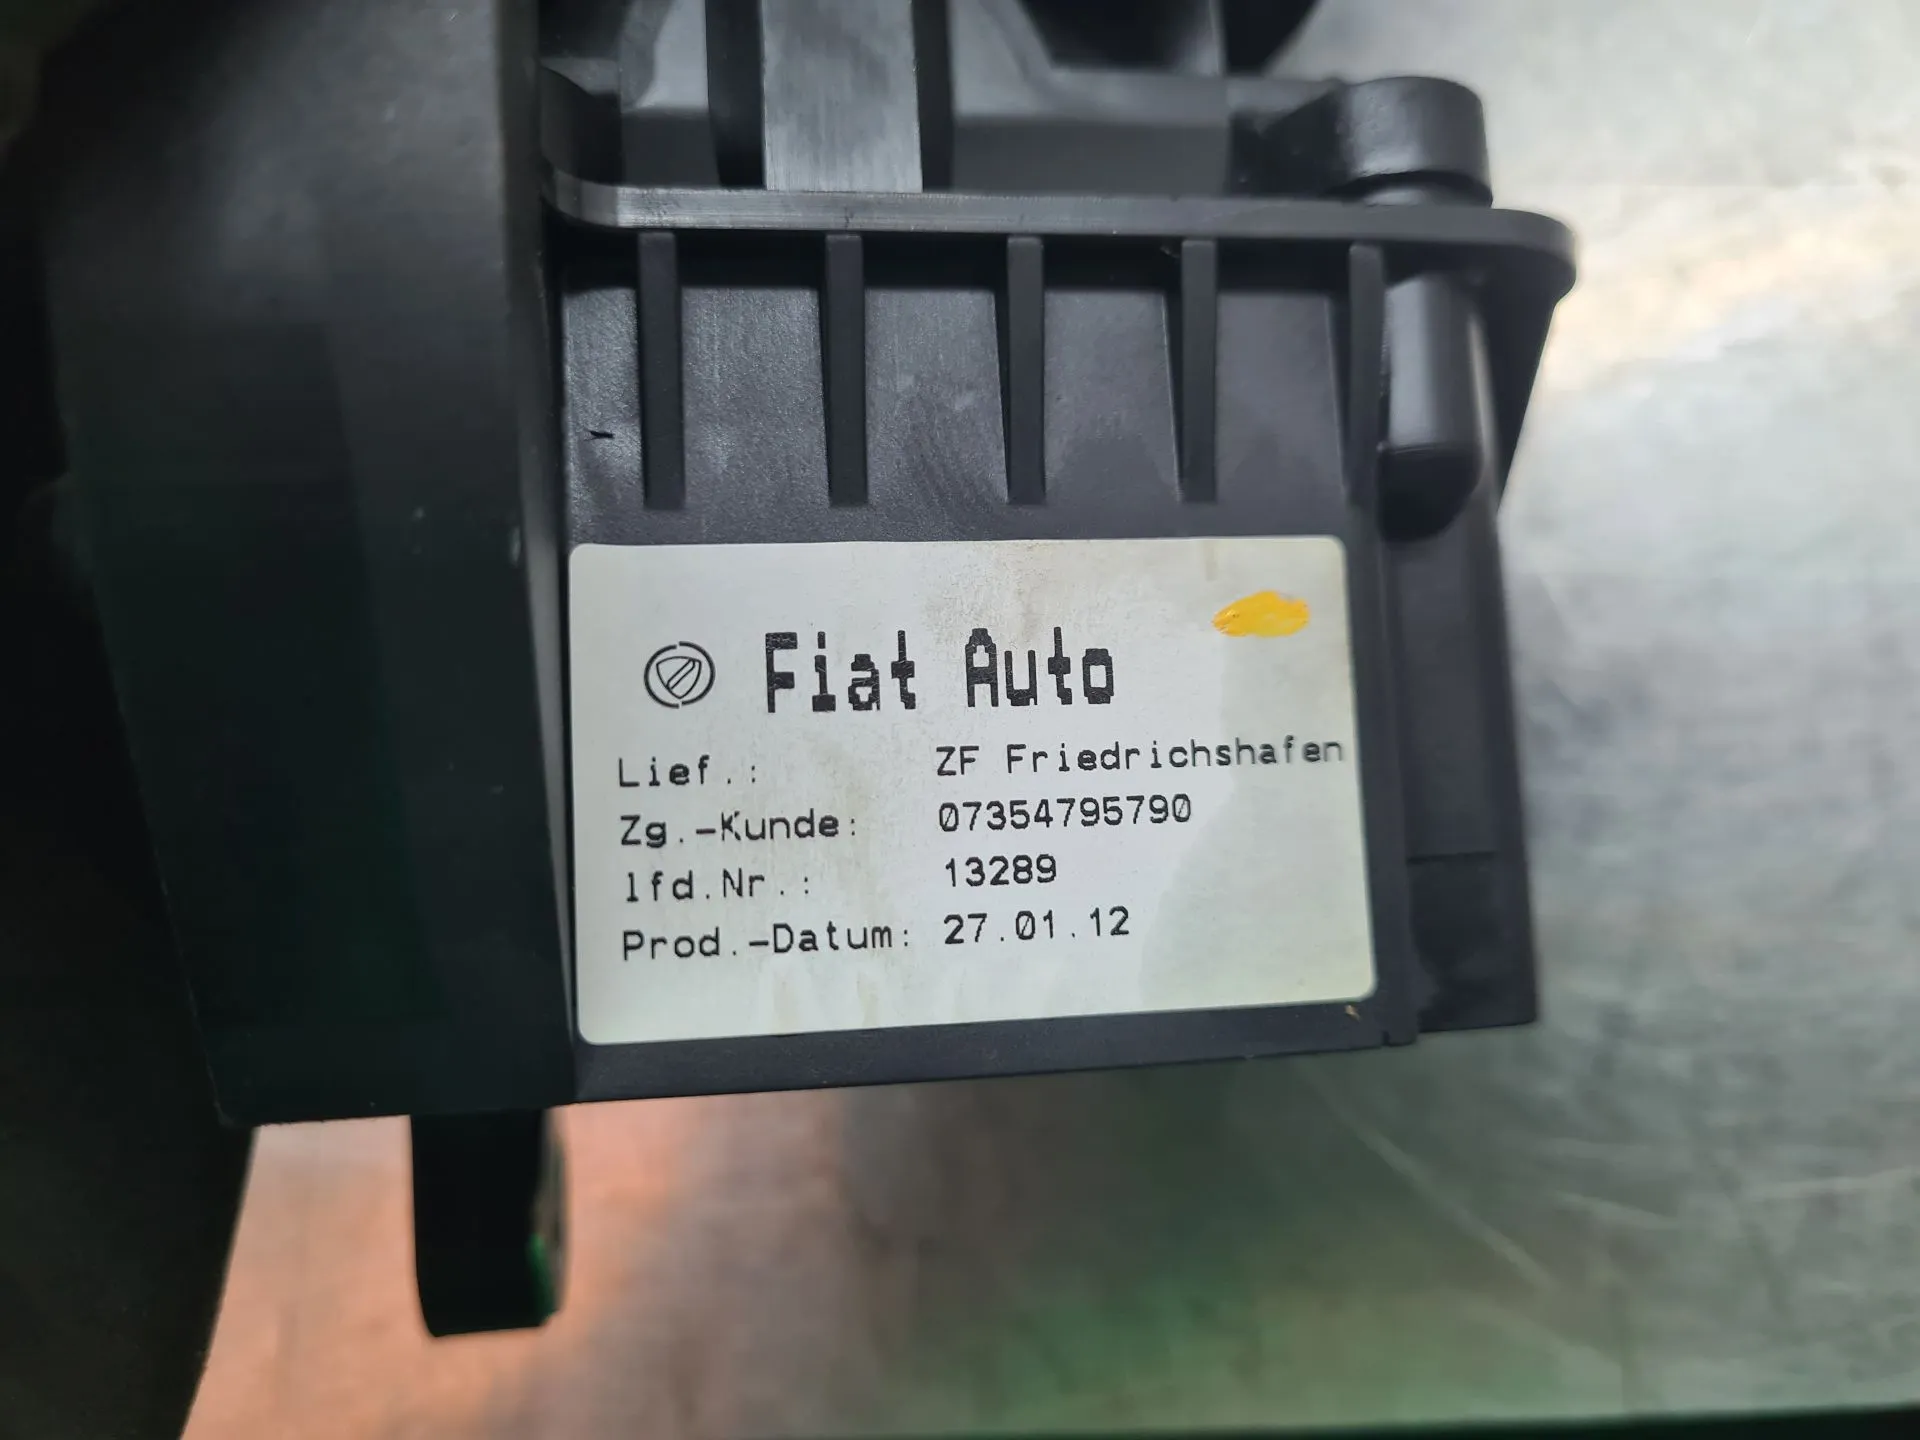 Fiat Auto
Lief.: ZF Friedrichshafen
Zg.-Kunde: 07354795790
lfd.Nr.: 13289
Prod.-Datum: 27.01.12